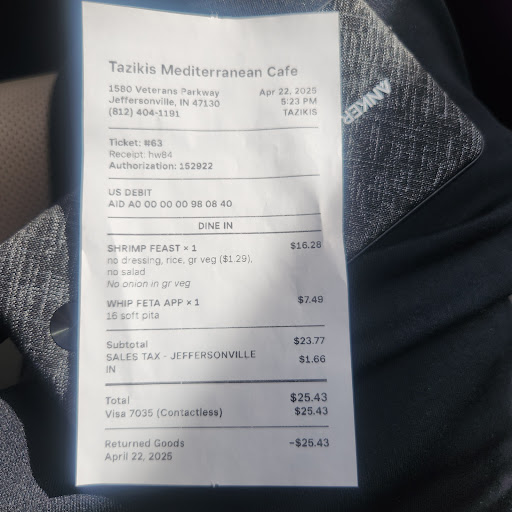 Tazikis Mediterranean Cafe
1580 Veterans Parkway Apr 22, 2025
Jeffersonville, IN 47130 5:23 PM
(812) 404-1191 TAZIKIS
Ticket: #63
Receipt: hw84
Authorization: 152922
US DEBIT
AID A0 00 00 00 98 08 40
DINE IN
SHRIMP FEAST × 1 $16.28
no dressing, rice, gr veg ($1.29),
no salad
No onion in gr veg
WHIP FETA APP × 1 $7.49
16 soft pita
Subtotal $23.77
SALES TAX - JEFFERSONVILLE $1.66
IN
Total $25.43
Visa 7035 (Contactless) $25.43
Returned Goods -$25.43
April 22, 2025
ANKER